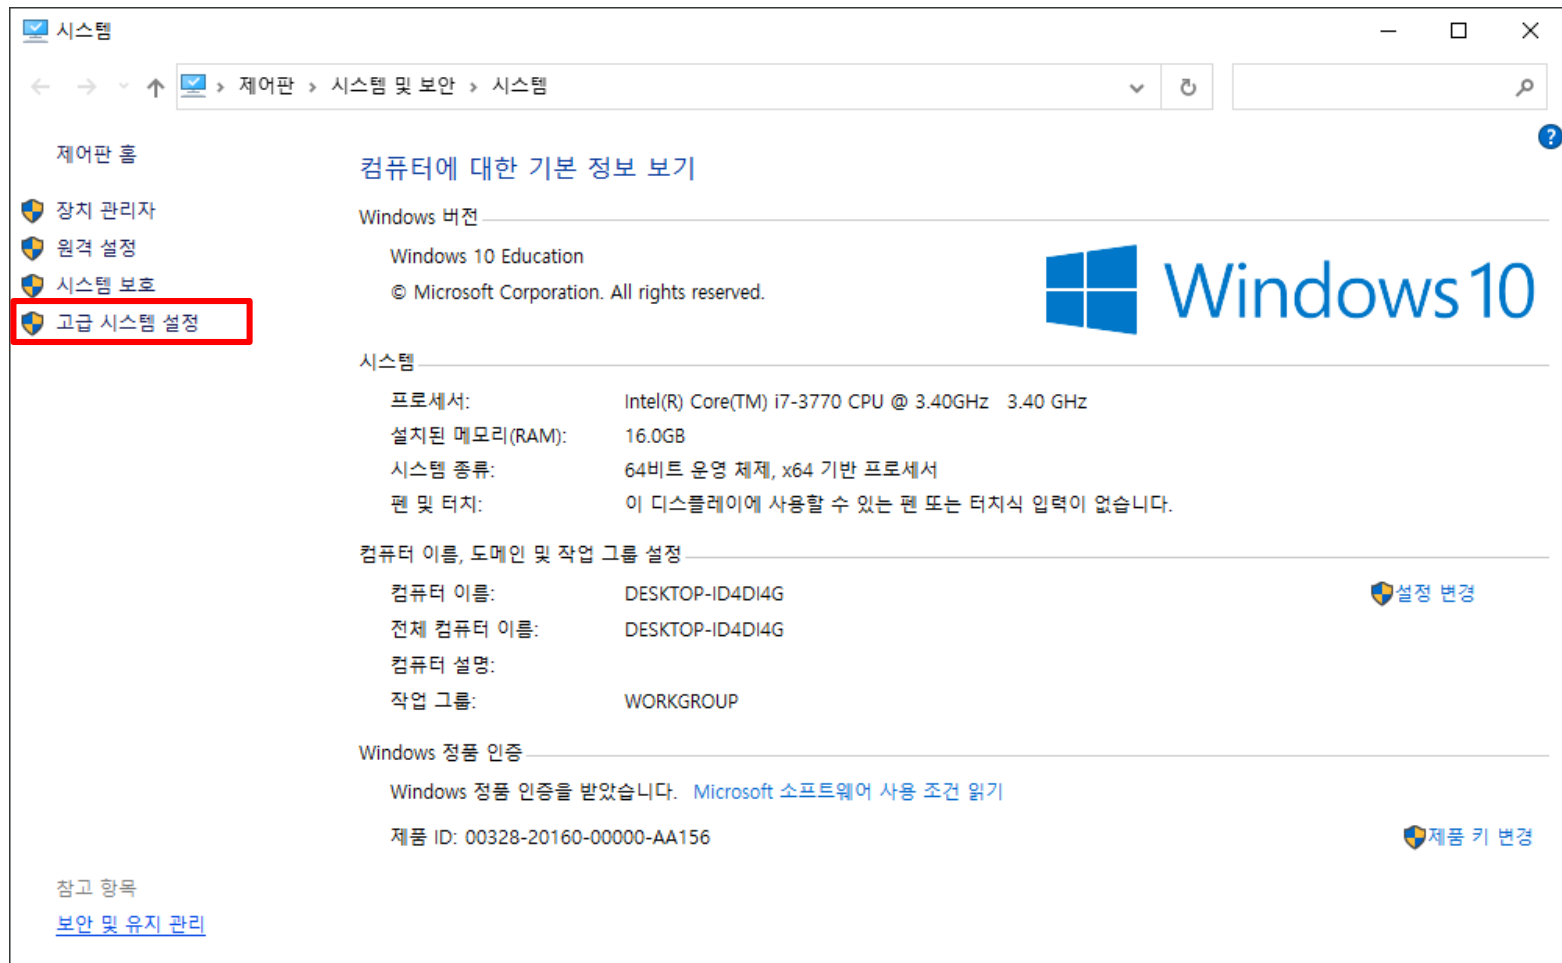 시스템
제어판 › 시스템 및 보안 › 시스템
제어판 홈
장치 관리자
원격 설정
시스템 보호
고급 시스템 설정
컴퓨터에 대한 기본 정보 보기
Windows 버전
Windows 10 Education
© Microsoft Corporation. All rights reserved.
Windows 10
시스템
프로세서: Intel(R) Core(TM) i7-3770 CPU @ 3.40GHz 3.40 GHz
설치된 메모리(RAM): 16.0GB
시스템 종류: 64비트 운영 체제, x64 기반 프로세서
펜 및 터치: 이 디스플레이에 사용할 수 있는 펜 또는 터치식 입력이 없습니다.
컴퓨터 이름, 도메인 및 작업 그룹 설정
컴퓨터 이름: DESKTOP-ID4DI4G 설정 변경
전체 컴퓨터 이름: DESKTOP-ID4DI4G
컴퓨터 설명:
작업 그룹: WORKGROUP
Windows 정품 인증
Windows 정품 인증을 받았습니다. Microsoft 소프트웨어 사용 조건 읽기
제품 ID: 00328-20160-00000-AA156 제품 키 변경
참고 항목
보안 및 유지 관리